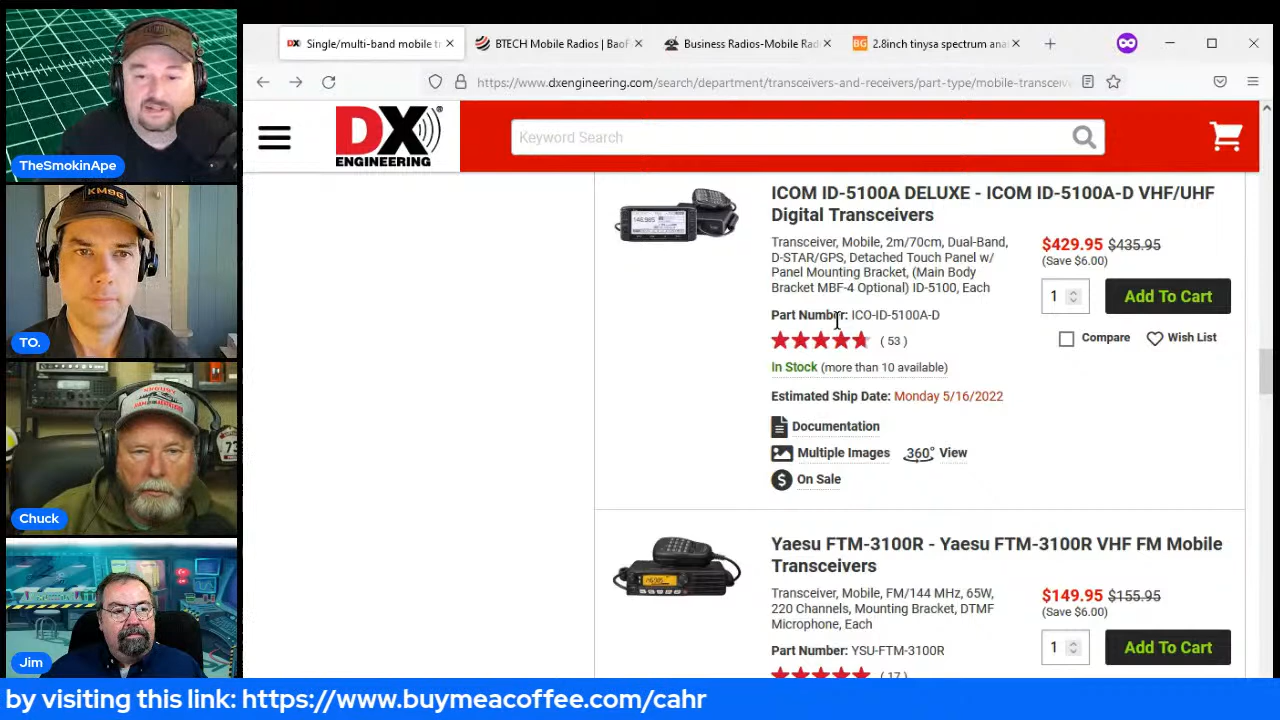 Single/multi-band mobile tr
BTECH Mobile Radios | BaoF
Business Radios-Mobile Rad
BG
2.8inch tinysa spectrum ana
https://www.dxengineering.com/search/department/transceivers-and-receivers/part-type/mobile-transceive
DX
ENGINEERING
Keyword Search
TheSmokinApe
KM9G
TO.
Chuck
73
Jim
ICOM ID-5100A DELUXE - ICOM ID-5100A-D VHF/UHF
Digital Transceivers
Transceiver, Mobile, 2m/70cm, Dual-Band,
D-STAR/GPS, Detached Touch Panel w/
Panel Mounting Bracket, (Main Body
Bracket MBF-4 Optional) ID-5100, Each
Part Number: ICO-ID-5100A-D
( 53 )
In Stock (more than 10 available)
Estimated Ship Date: Monday 5/16/2022
Documentation
Multiple Images 360° View
$ On Sale
$429.95 $435.95
(Save $6.00)
1 Add To Cart
Compare Wish List
Yaesu FTM-3100R - Yaesu FTM-3100R VHF FM Mobile
Transceivers
Transceiver, Mobile, FM/144 MHz, 65W,
220 Channels, Mounting Bracket, DTMF
Microphone, Each
Part Number: YSU-FTM-3100R
( 17 )
$149.95 $155.95
(Save $6.00)
1 Add To Cart
by visiting this link: https://www.buymeacoffee.com/cahr